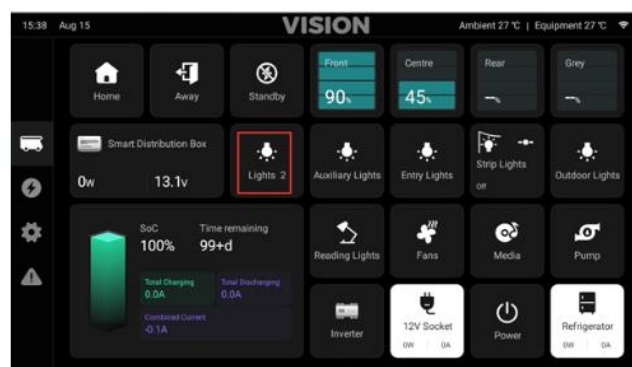 15:38 Aug 15 VISION Ambient 27 ℃ | Equipment 27 ℃
Home
Away
Standby
Front
90%
Centre
45%
Rear
Grey
Smart Distribution Box
0w 13.1v
Lights 2
Auxiliary Lights
Entry Lights
Strip Lights
Off
Outdoor Lights
SoC Time remaining
100% 99+d
Total Charging Total Discharging
0.0A 0.0A
Combined Current
-0.1A
Reading Lights
Fans
Media
Pump
Inverter
12V Socket
0W 0A
Power
Refrigerator
0W 0A